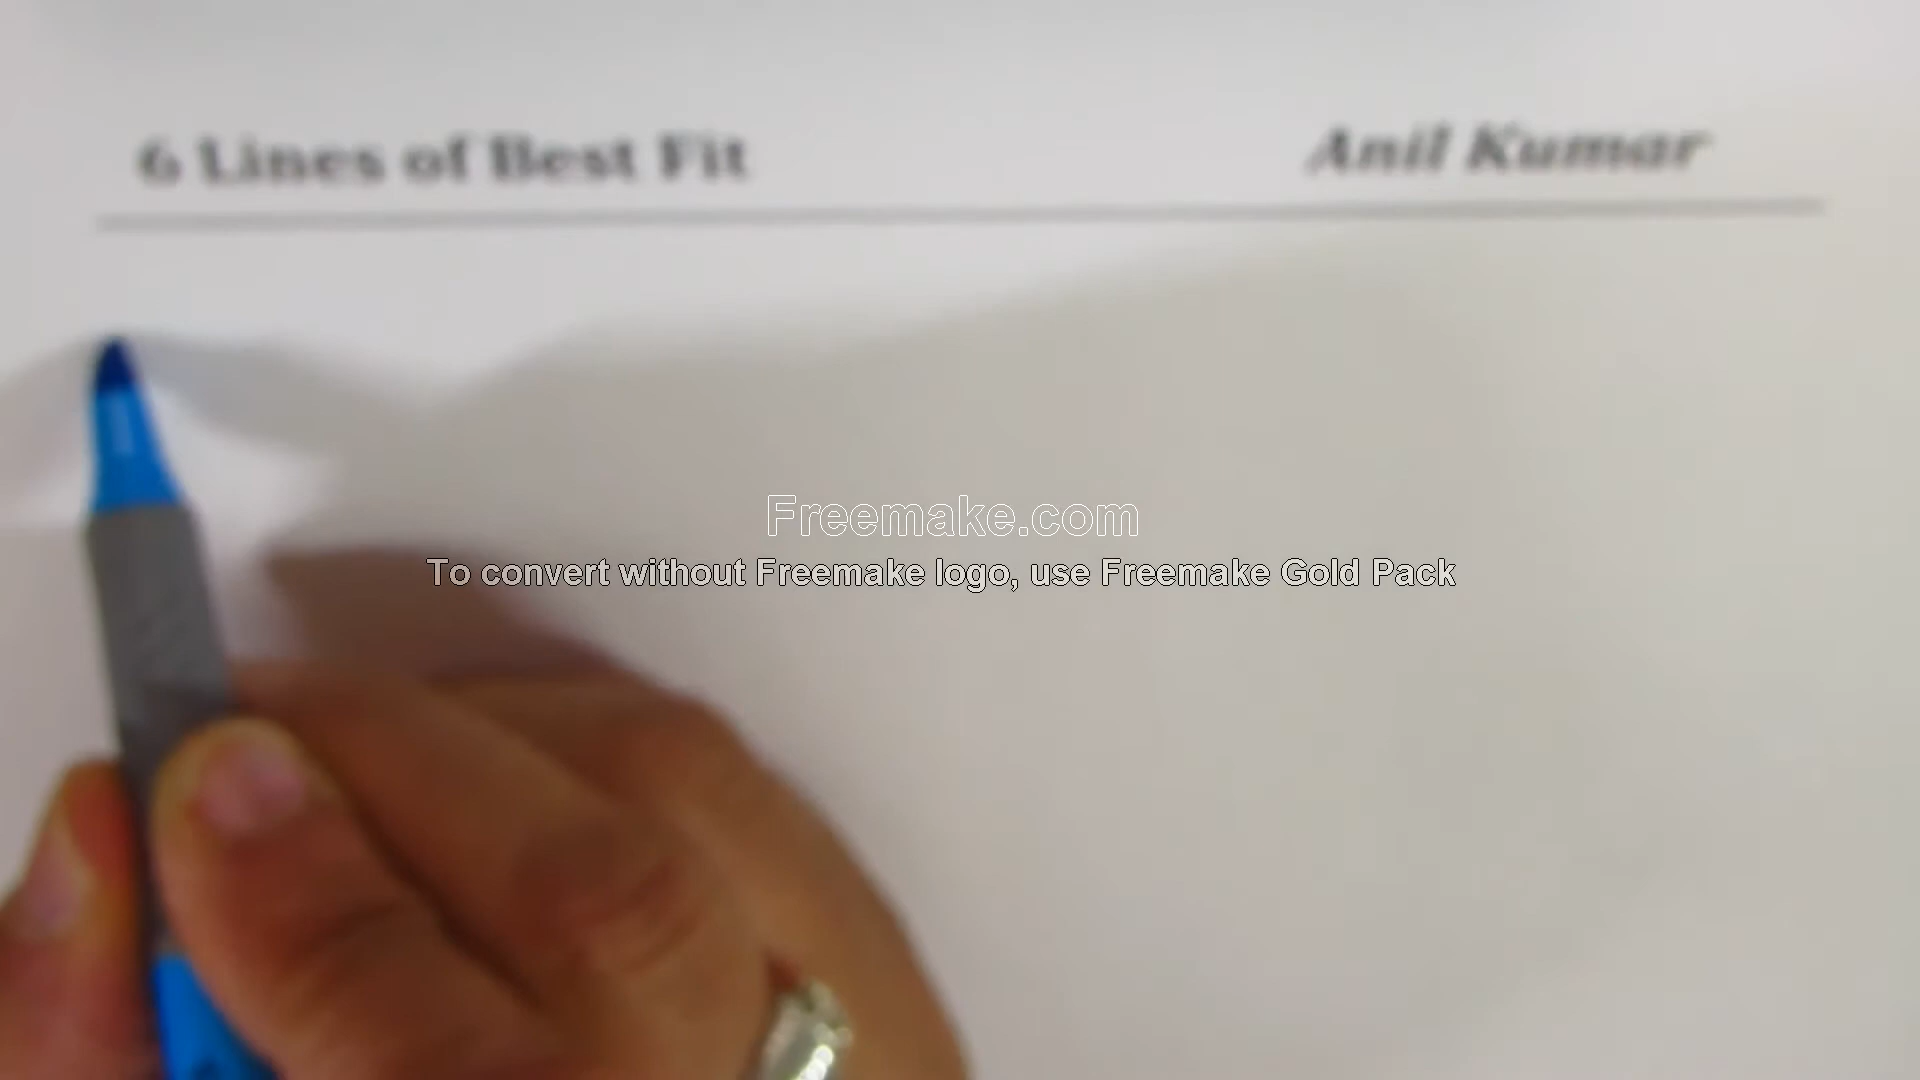 6 Lines of Best Fit Anil Kumar
Freemake.com
To convert without Freemake logo, use Freemake Gold Pack